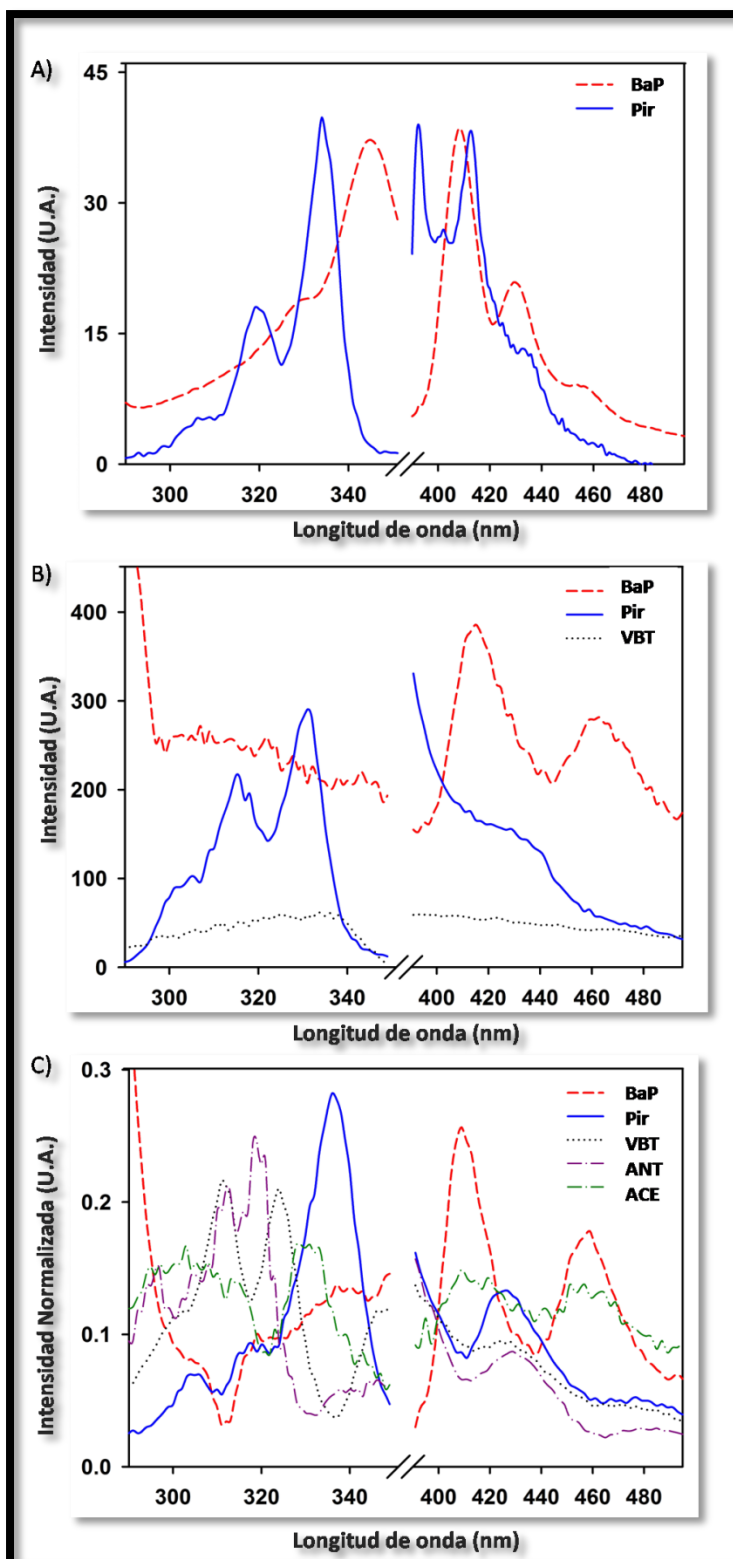 A)
BaP
Pir
45
30
15
0
Intensidad (U.A.)
300 320 340 400 420 440 460 480
Longitud de onda (nm)
B)
BaP
Pir
VBT
400
300
200
100
0
Intensidad (U.A.)
300 320 340 400 420 440 460 480
Longitud de onda (nm)
C)
BaP
Pir
VBT
ANT
ACE
0.3
0.2
0.1
0.0
Intensidad Normalizada (U.A.)
300 320 340 400 420 440 460 480
Longitud de onda (nm)